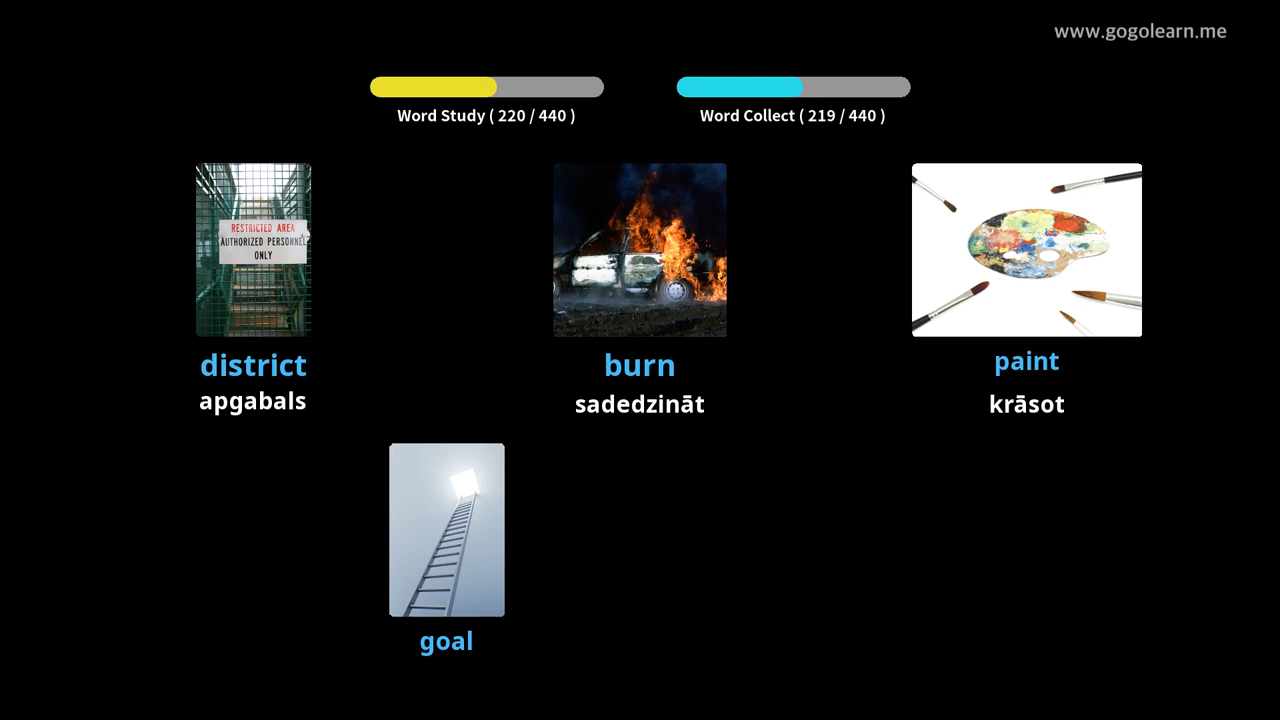 www.gogolearn.me
Word Study ( 220 / 440 )
Word Collect ( 219 / 440 )
RESTRICTED AREA
AUTHORIZED PERSONNEL
ONLY
district
apgabals
burn
sadedzināt
paint
krāsot
goal